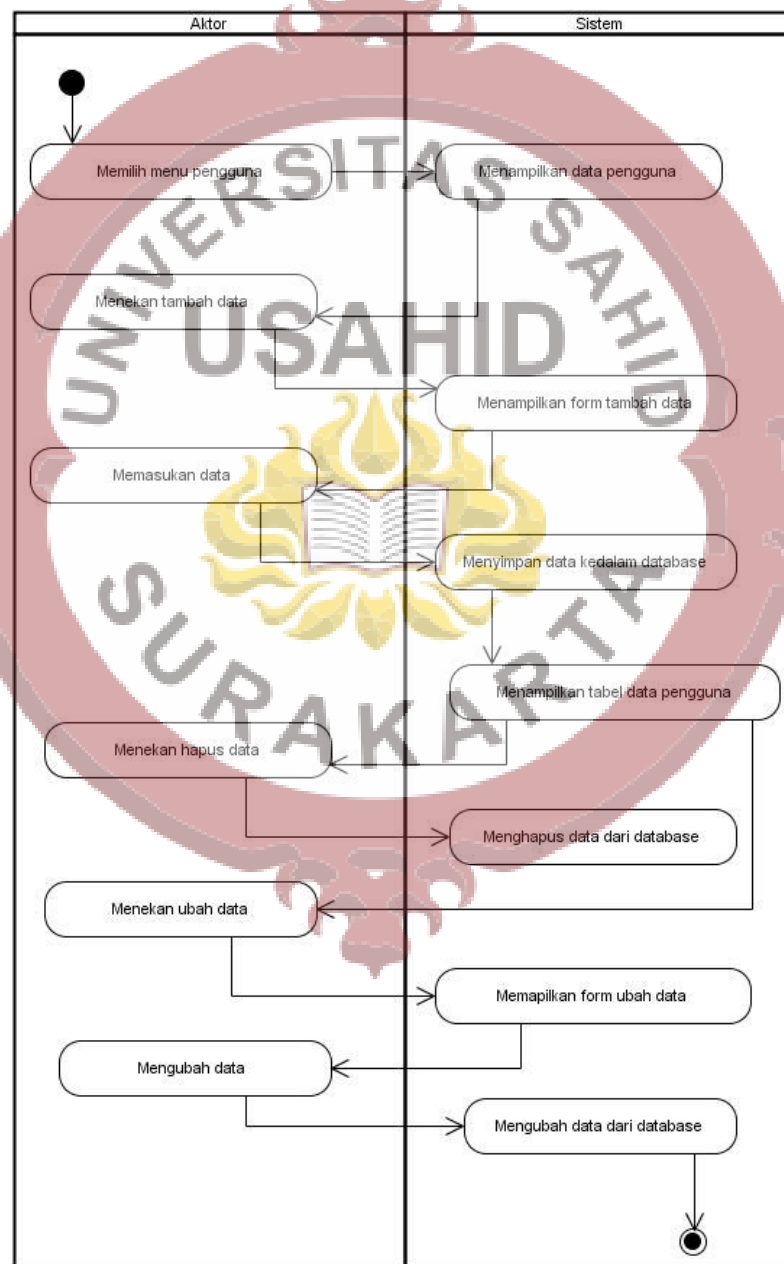 Aktor
Sistem
Memilih menu pengguna
Menampilkan data pengguna
Menekan tambah data
Menampilkan form tambah data
Memasukan data
Menyimpan data kedalam database
Menampilkan tabel data pengguna
Menekan hapus data
Menghapus data dari database
Menekan ubah data
Memapilkan form ubah data
Mengubah data
Mengubah data dari database
UNIVERSITAS SAHID
USAHID
SURAKARTA